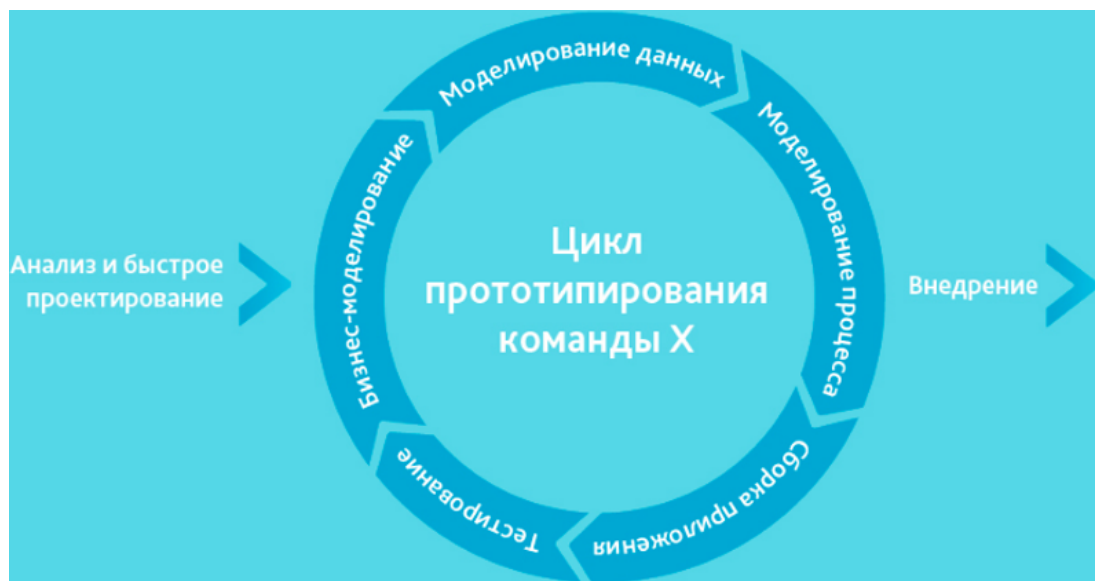 Анализ и быстрое
проектирование
Бизнес-моделирование
Моделирование данных
Моделирование процесса
Сборка приложения
Тестирование
Цикл
прототипирования
команды X
Внедрение